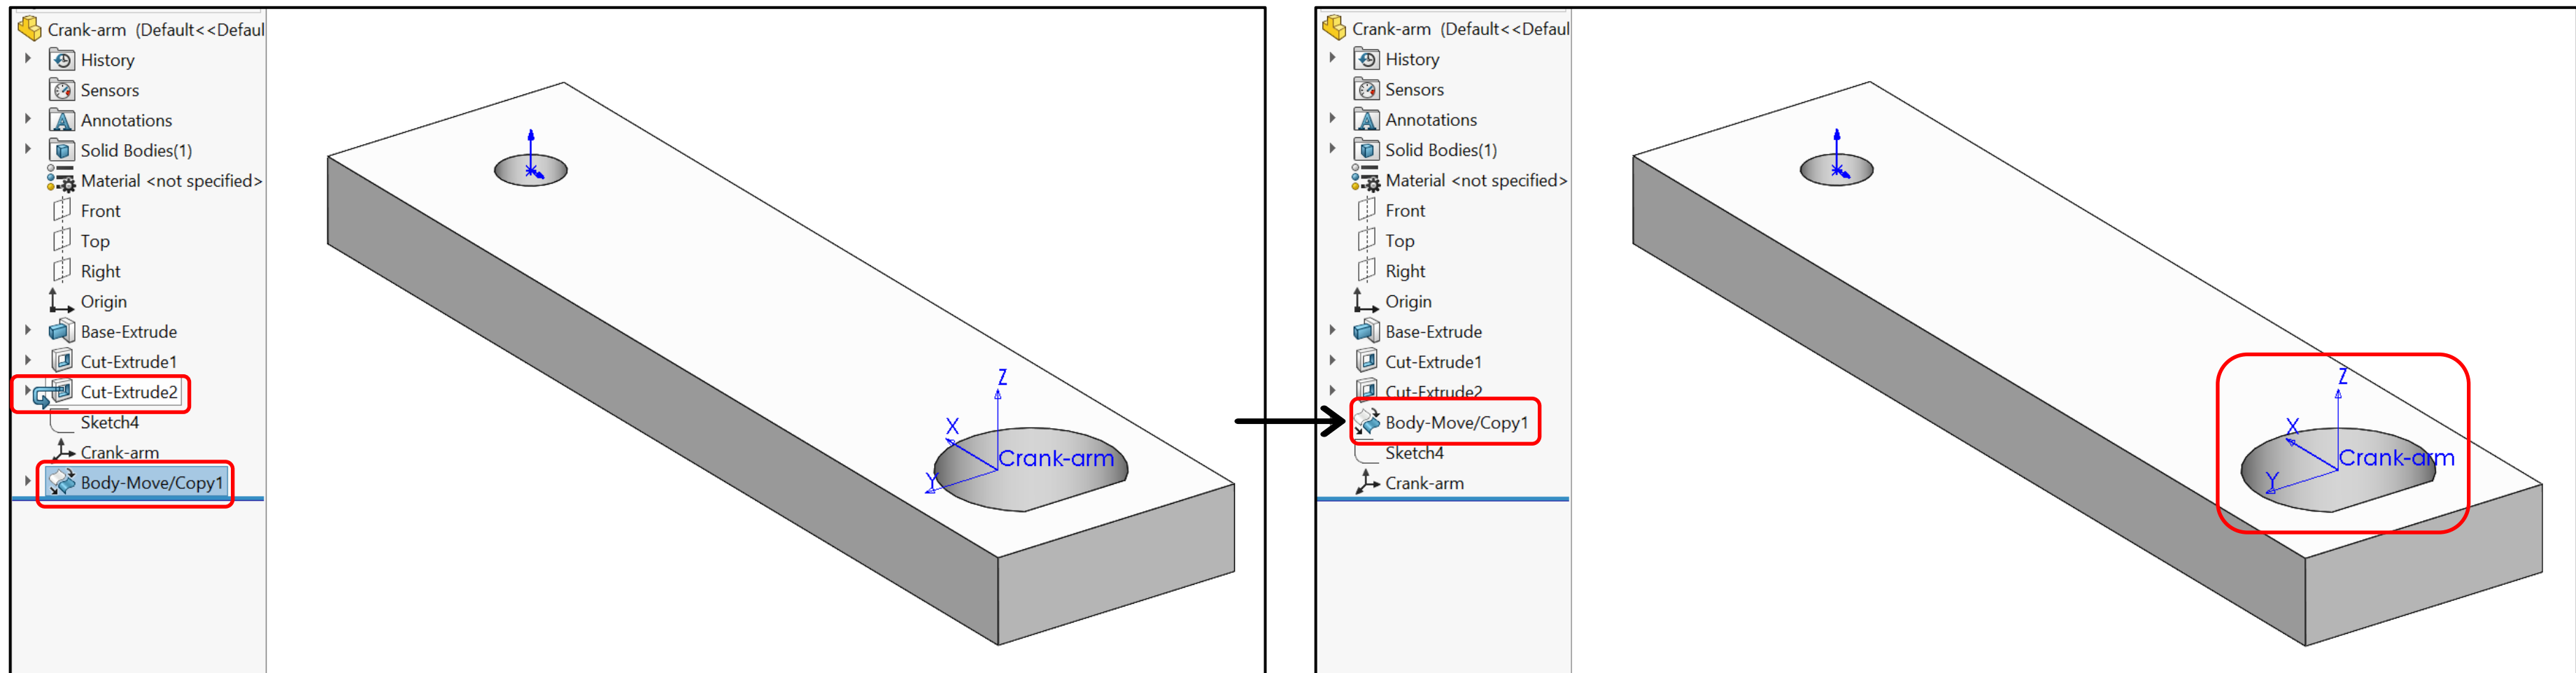 Crank-arm (Default<<Defaul
History
Sensors
Annotations
Solid Bodies(1)
Material <not specified>
Front
Top
Right
Origin
Base-Extrude
Cut-Extrude1
Cut-Extrude2
Sketch4
Crank-arm
Body-Move/Copy1
Z
X
Crank-arm
Y
Crank-arm (Default<<Defaul
History
Sensors
Annotations
Solid Bodies(1)
Material <not specified>
Front
Top
Right
Origin
Base-Extrude
Cut-Extrude1
Cut-Extrude2
Body-Move/Copy1
Sketch4
Crank-arm
Z
X
Crank-arm
Y